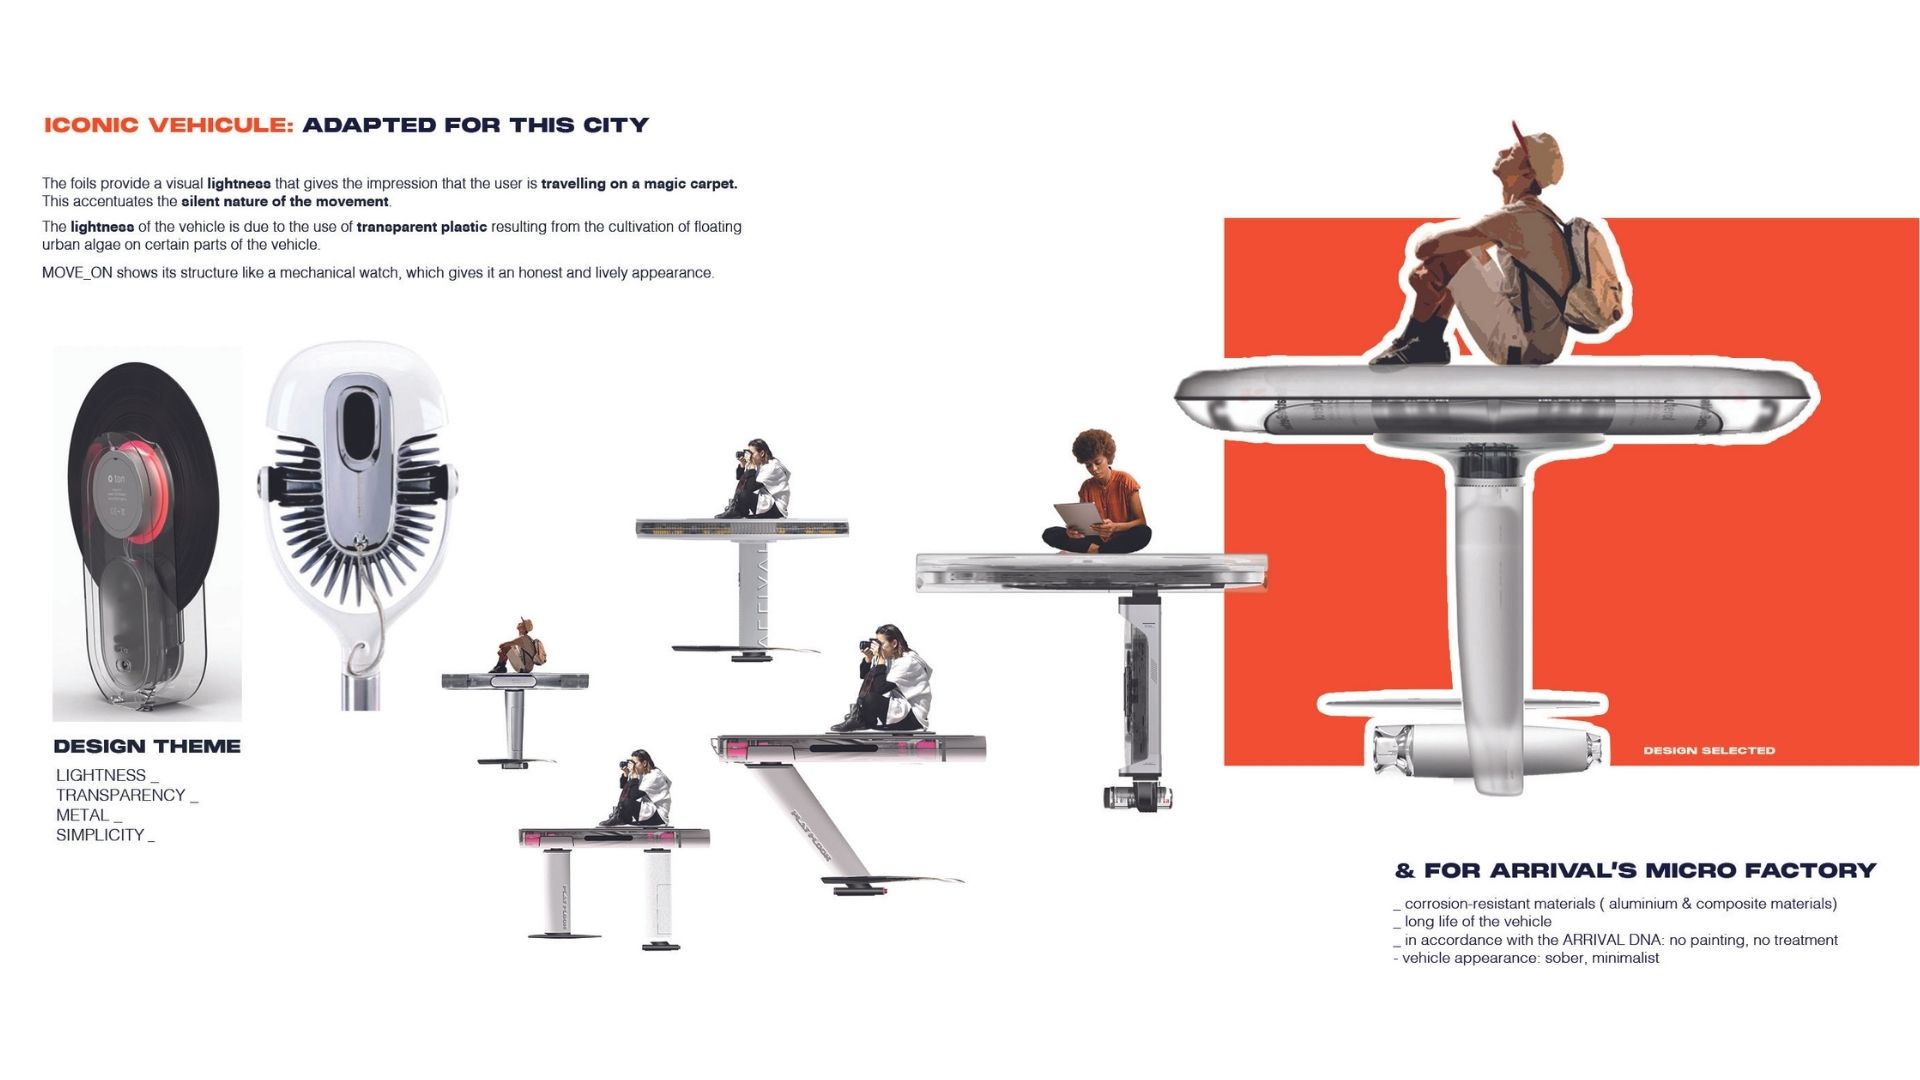 ICONIC VEHICULE: ADAPTED FOR THIS CITY
The foils provide a visual lightness that gives the impression that the user is travelling on a magic carpet.
This accentuates the silent nature of the movement.
The lightness of the vehicle is due to the use of transparent plastic resulting from the cultivation of floating
urban algae on certain parts of the vehicle.
MOVE_ON shows its structure like a mechanical watch, which gives it an honest and lively appearance.
ton
ARRIVAL
DESIGN THEME
LIGHTNESS _
TRANSPARENCY _
METAL _
SIMPLICITY _
DESIGN SELECTED
& FOR ARRIVAL'S MICRO FACTORY
_ corrosion-resistant materials ( aluminium & composite materials)
_ long life of the vehicle
_ in accordance with the ARRIVAL DNA: no painting, no treatment
- vehicle appearance: sober, minimalist